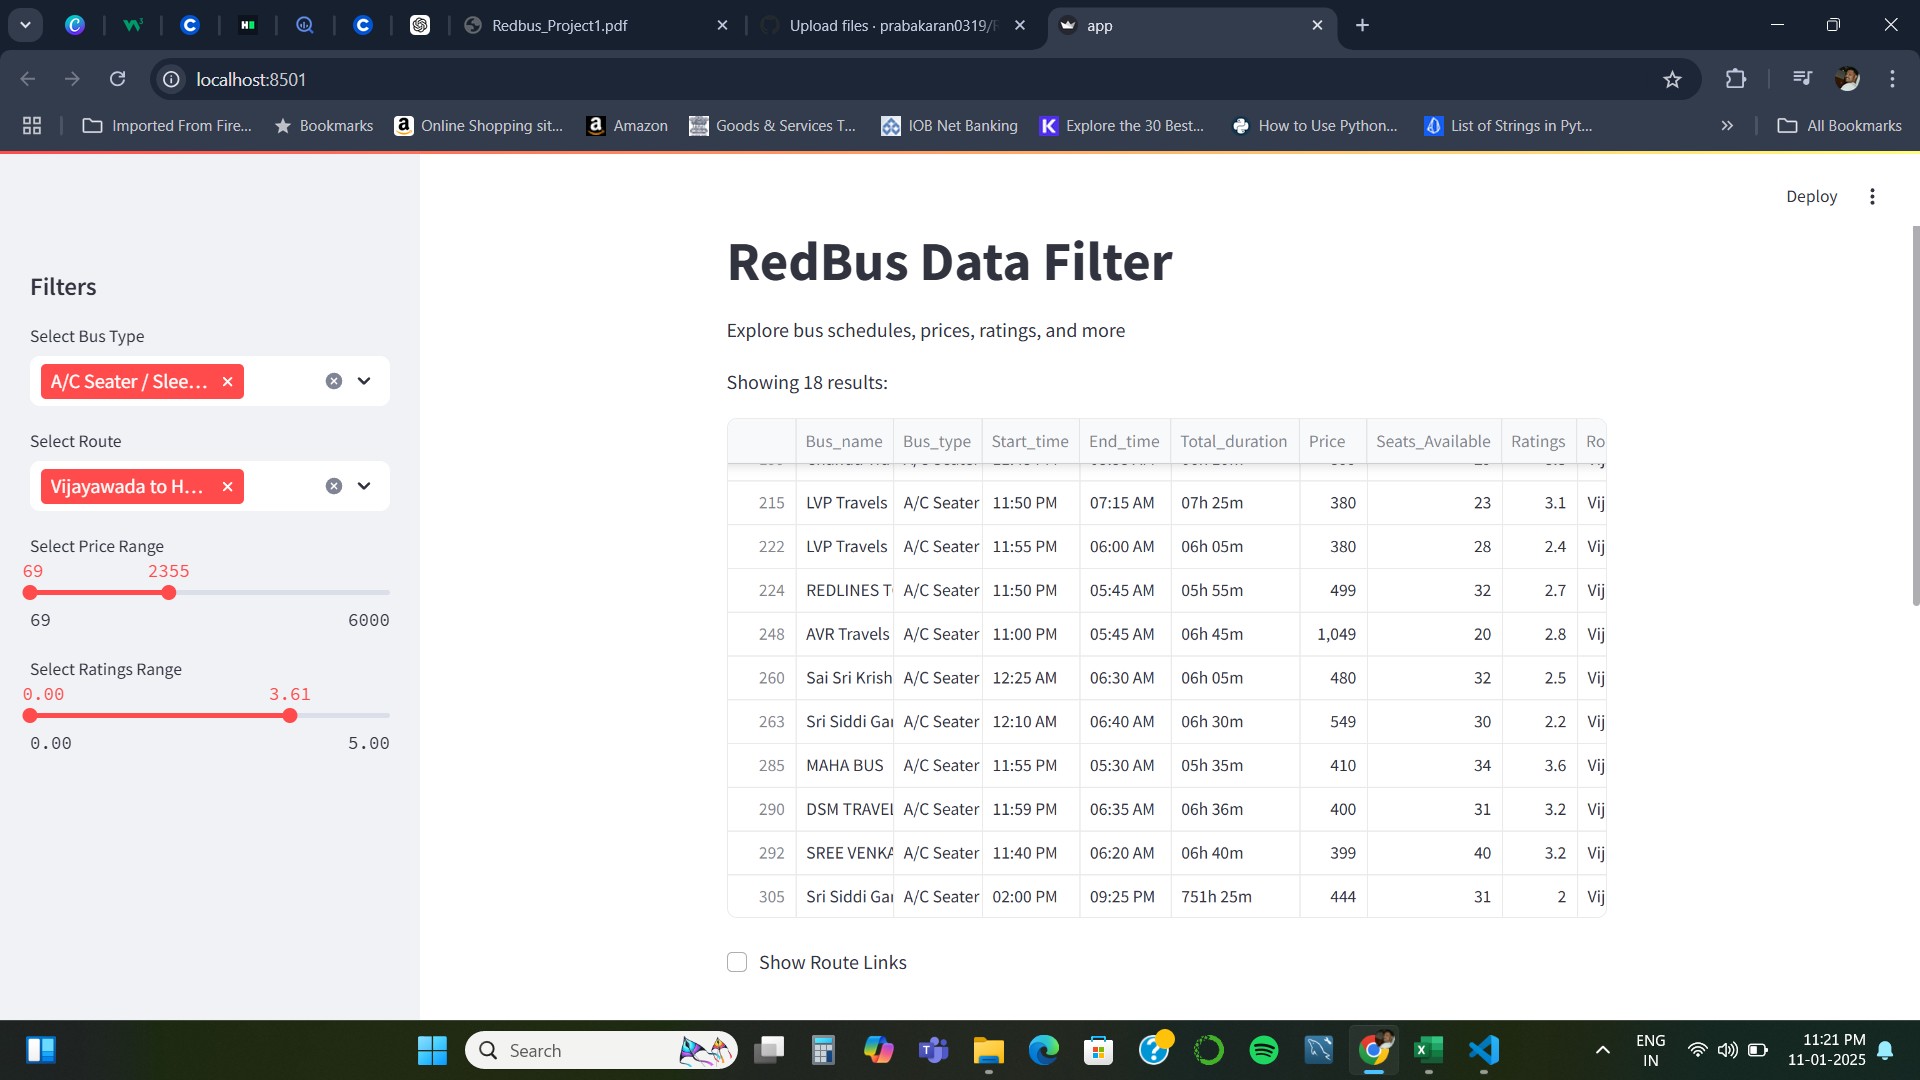 Redbus_Project1.pdf
Upload files · prabakaran0319/R
app
localhost:8501
Imported From Fire...
Bookmarks
Online Shopping sit...
Amazon
Goods & Services T...
IOB Net Banking
Explore the 30 Best...
How to Use Python...
List of Strings in Pyt...
All Bookmarks
Deploy
Filters
Select Bus Type
A/C Seater / Slee...
Select Route
Vijayawada to H...
Select Price Range
69 2355
69 6000
Select Ratings Range
0.00 3.61
0.00 5.00
RedBus Data Filter
Explore bus schedules, prices, ratings, and more
Showing 18 results:
Bus_name Bus_type Start_time End_time Total_duration Price Seats_Available Ratings Ro
215 LVP Travels A/C Seater 11:50 PM 07:15 AM 07h 25m 380 23 3.1 Vij
222 LVP Travels A/C Seater 11:55 PM 06:00 AM 06h 05m 380 28 2.4 Vij
224 REDLINES T A/C Seater 11:50 PM 05:45 AM 05h 55m 499 32 2.7 Vij
248 AVR Travels A/C Seater 11:00 PM 05:45 AM 06h 45m 1,049 20 2.8 Vij
260 Sai Sri Krish A/C Seater 12:25 AM 06:30 AM 06h 05m 480 32 2.5 Vij
263 Sri Siddi Gar A/C Seater 12:10 AM 06:40 AM 06h 30m 549 30 2.2 Vij
285 MAHA BUS A/C Seater 11:55 PM 05:30 AM 05h 35m 410 34 3.6 Vij
290 DSM TRAVEL A/C Seater 11:59 PM 06:35 AM 06h 36m 400 31 3.2 Vij
292 SREE VENKA A/C Seater 11:40 PM 06:20 AM 06h 40m 399 40 3.2 Vij
305 Sri Siddi Gar A/C Seater 02:00 PM 09:25 PM 751h 25m 444 31 2 Vij
Show Route Links
Search
ENG
IN
11:21 PM
11-01-2025